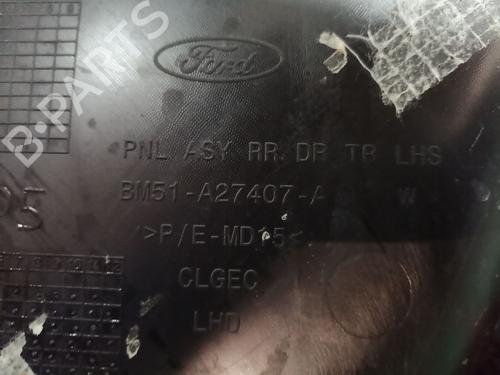 B-PARTS
Ford
PNL ASY RR DR TR LHS
BM51-A27407-A W
>P/E-MD15<
CLGEC
LHD